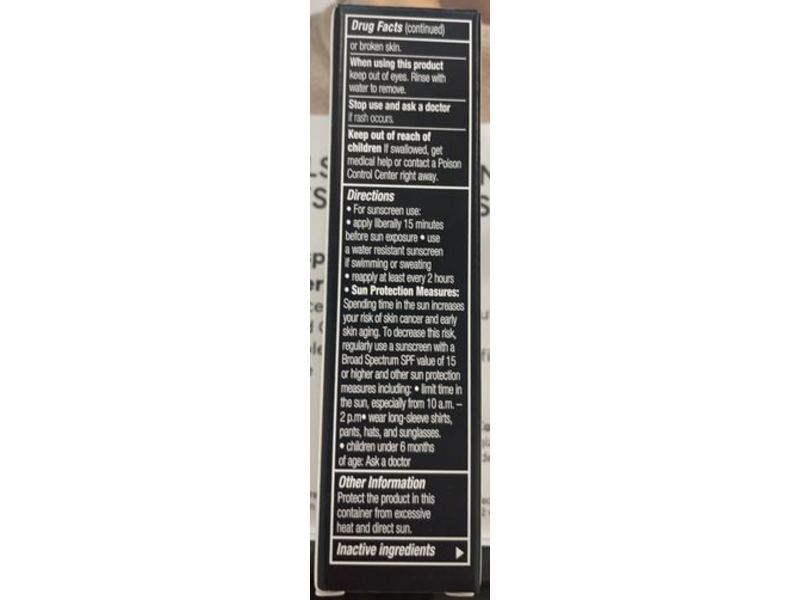 Drug Facts (continued)
or broken skin.
When using this product
keep out of eyes. Rinse with
water to remove.
Stop use and ask a doctor
if rash occurs.
Keep out of reach of
children If swallowed, get
medical help or contact a Poison
Control Center right away.
Directions
• For sunscreen use:
• apply liberally 15 minutes
before sun exposure • use
a water resistant sunscreen
if swimming or sweating
• reapply at least every 2 hours
• Sun Protection Measures:
Spending time in the sun increases
your risk of skin cancer and early
skin aging. To decrease this risk,
regularly use a sunscreen with a
Broad Spectrum SPF value of 15
or higher and other sun protection
measures including: • limit time in
the sun, especially from 10 a.m. –
2 p.m• wear long-sleeve shirts,
pants, hats, and sunglasses.
• children under 6 months
of age: Ask a doctor
Other Information
Protect the product in this
container from excessive
heat and direct sun.
Inactive ingredients